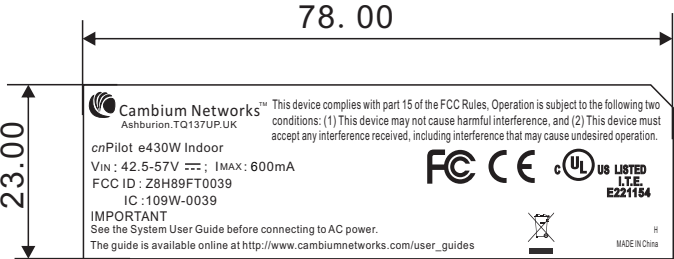 78.00
23.00
Cambium Networks™
Ashburion.TQ137UP.UK
This device complies with part 15 of the FCC Rules, Operation is subject to the following two
conditions: (1) This device may not cause harmful interference, and (2) This device must
accept any interference received, including interference that may cause undesired operation.
cnPilot e430W Indoor
VIN : 42.5-57V ⎓ ; IMAX : 600mA
FCC ID : Z8H89FT0039
IC : 109W-0039
FC CE c UL US LISTED
I.T.E.
E221154
IMPORTANT
See the System User Guide before connecting to AC power.
The guide is available online at http://www.cambiumnetworks.com/user_guides
H
MADE IN China